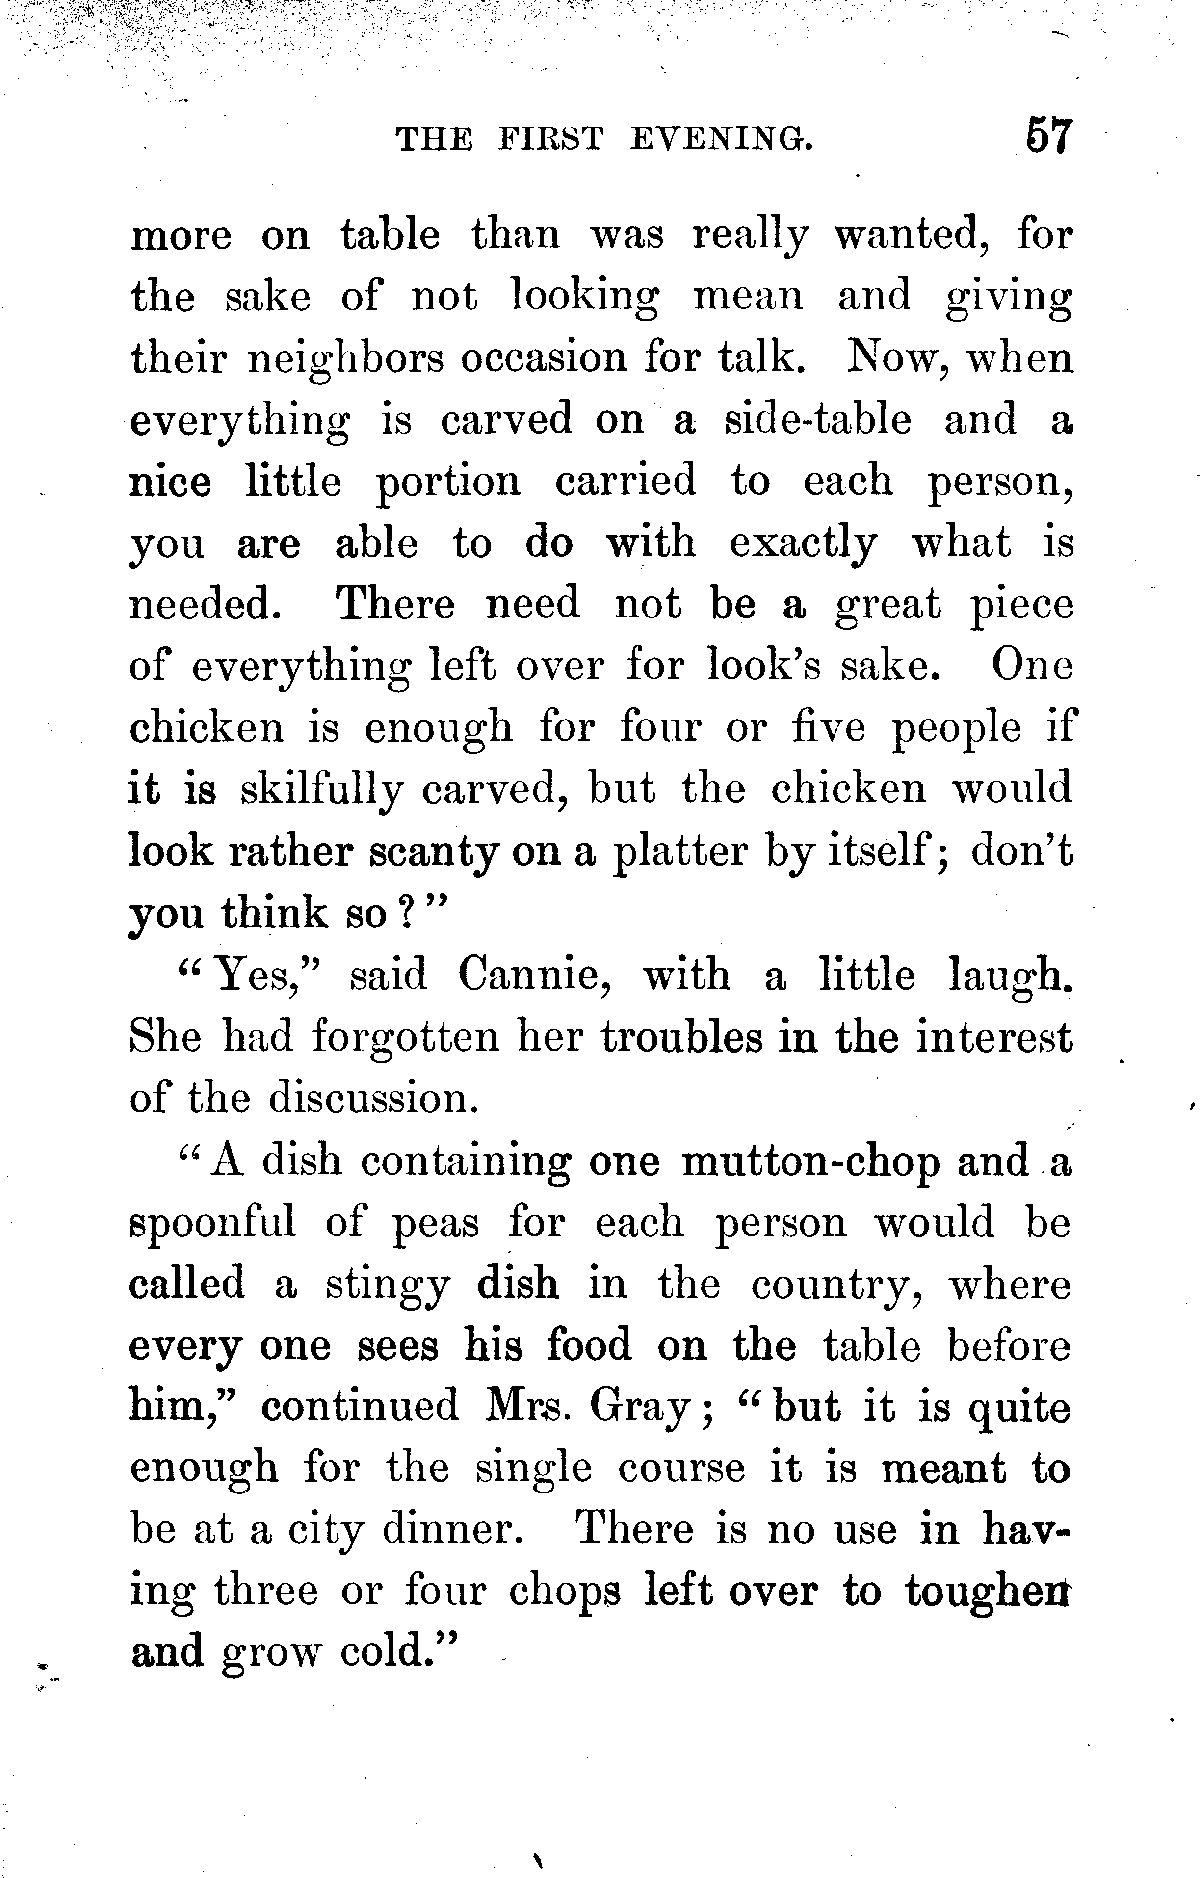 THE FIRST EVENING. 57
more on table than was really wanted, for
the sake of not looking mean and giving
their neighbors occasion for talk. Now, when
everything is carved on a side-table and a
nice little portion carried to each person,
you are able to do with exactly what is
needed. There need not be a great piece
of everything left over for look's sake. One
chicken is enough for four or five people if
it is skilfully carved, but the chicken would
look rather scanty on a platter by itself; don't
you think so?"
"Yes," said Cannie, with a little laugh.
She had forgotten her troubles in the interest
of the discussion.
"A dish containing one mutton-chop and a
spoonful of peas for each person would be
called a stingy dish in the country, where
every one sees his food on the table before
him," continued Mrs. Gray; "but it is quite
enough for the single course it is meant to
be at a city dinner. There is no use in hav-
ing three or four chops left over to toughen
and grow cold."